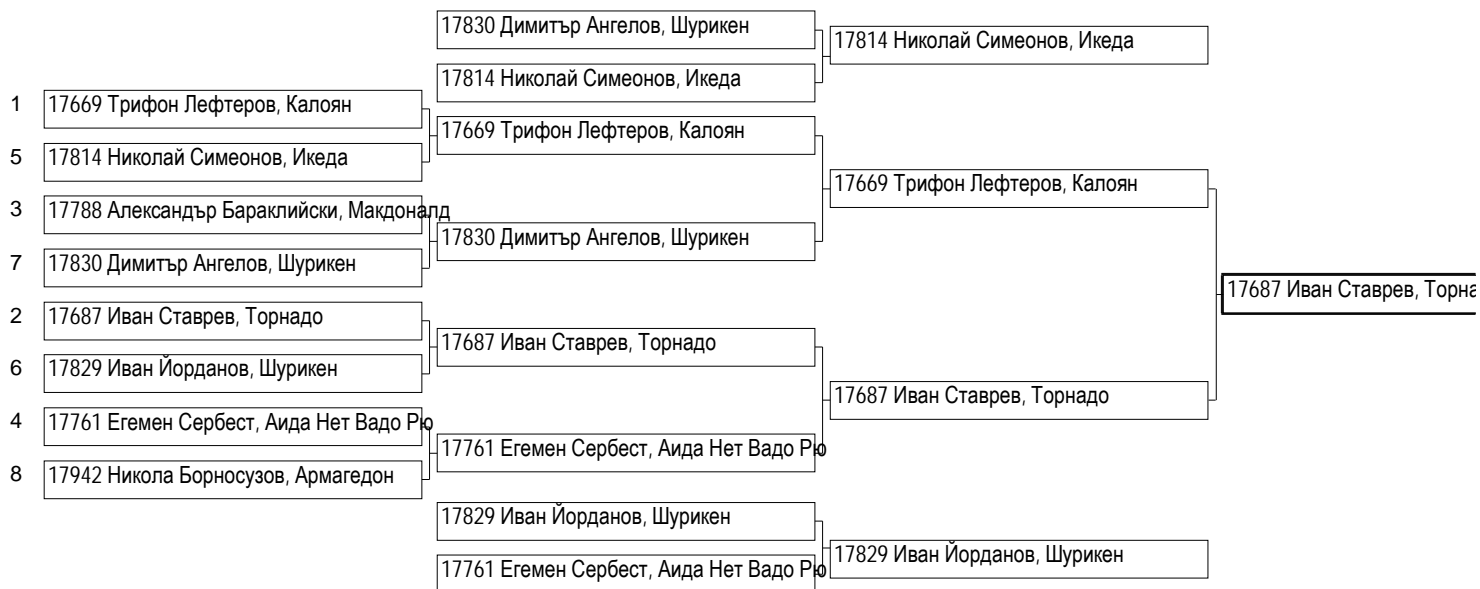 17830 Димитър Ангелов, Шурикен
17814 Николай Симеонов, Икеда
17814 Николай Симеонов, Икеда
1 17669 Трифон Лефтеров, Калоян
5 17814 Николай Симеонов, Икеда
3 17788 Александър Бараклийски, Макдоналд
7 17830 Димитър Ангелов, Шурикен
2 17687 Иван Ставрев, Торнадо
6 17829 Иван Йорданов, Шурикен
4 17761 Егемен Сербест, Аида Нет Вадо Рю
8 17942 Никола Борносузов, Армагедон
17669 Трифон Лефтеров, Калоян
17830 Димитър Ангелов, Шурикен
17687 Иван Ставрев, Торнадо
17761 Егемен Сербест, Аида Нет Вадо Рю
17669 Трифон Лефтеров, Калоян
17687 Иван Ставрев, Торнадо
17687 Иван Ставрев, Торна
17829 Иван Йорданов, Шурикен
17761 Егемен Сербест, Аида Нет Вадо Рю
17829 Иван Йорданов, Шурикен